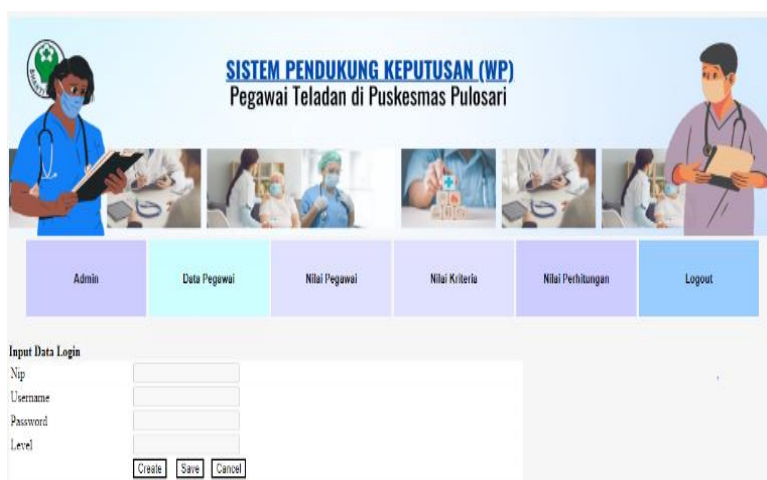 SISTEM PENDUKUNG KEPUTUSAN (WP)
Pegawai Teladan di Puskesmas Pulosari
Admin
Data Pegawai
Nilai Pegawai
Nilai Kriteria
Nilai Perhitungan
Logout
Input Data Login
Nip
Username
Password
Level
Create
Save
Cancel